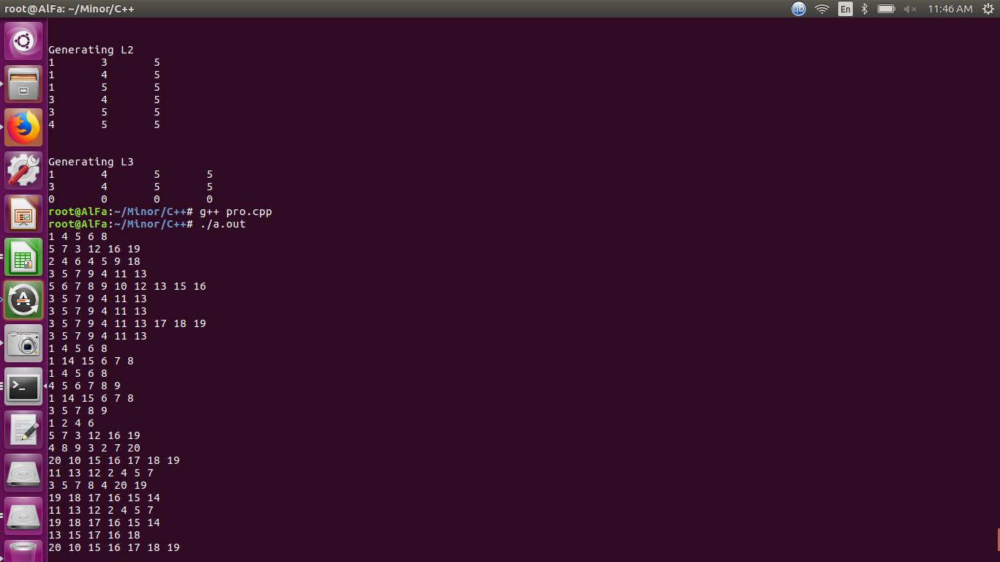 root@AlFa: ~/Minor/C++
En
11:46 AM
Generating L2
1 3 5
1 4 5
1 5 5
3 4 5
3 5 5
4 5 5
Generating L3
1 4 5 5
3 4 5 5
0 0 0 0
root@AlFa:~/Minor/C++# g++ pro.cpp
root@AlFa:~/Minor/C++# ./a.out
1 4 5 6 8
5 7 3 12 16 19
2 4 6 4 5 9 18
3 5 7 9 4 11 13
5 6 7 8 9 10 12 13 15 16
3 5 7 9 4 11 13
3 5 7 9 4 11 13
3 5 7 9 4 11 13 17 18 19
3 5 7 9 4 11 13
1 4 5 6 8
1 14 15 6 7 8
1 4 5 6 8
4 5 6 7 8 9
1 14 15 6 7 8
3 5 7 8 9
1 2 4 6
5 7 3 12 16 19
4 8 9 3 2 7 20
20 10 15 16 17 18 19
11 13 12 2 4 5 7
3 5 7 8 4 20 19
19 18 17 16 15 14
11 13 12 2 4 5 7
19 18 17 16 15 14
13 15 17 16 18
20 10 15 16 17 18 19